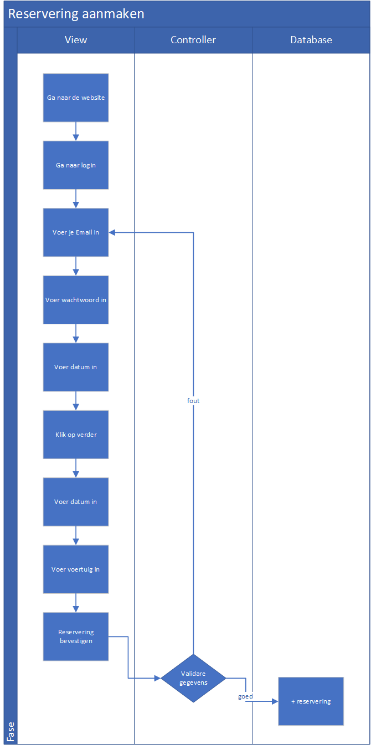 Reservering aanmaken
View
Controller
Database
Ga naar de website
Ga naar login
Voer je Email in
Voer wachtwoord in
Voer datum in
fout
Klik op verder
Voer datum in
Voer voertuig in
Reservering
bevestigen
Validare
gegevens
goed
+ reservering
Fase